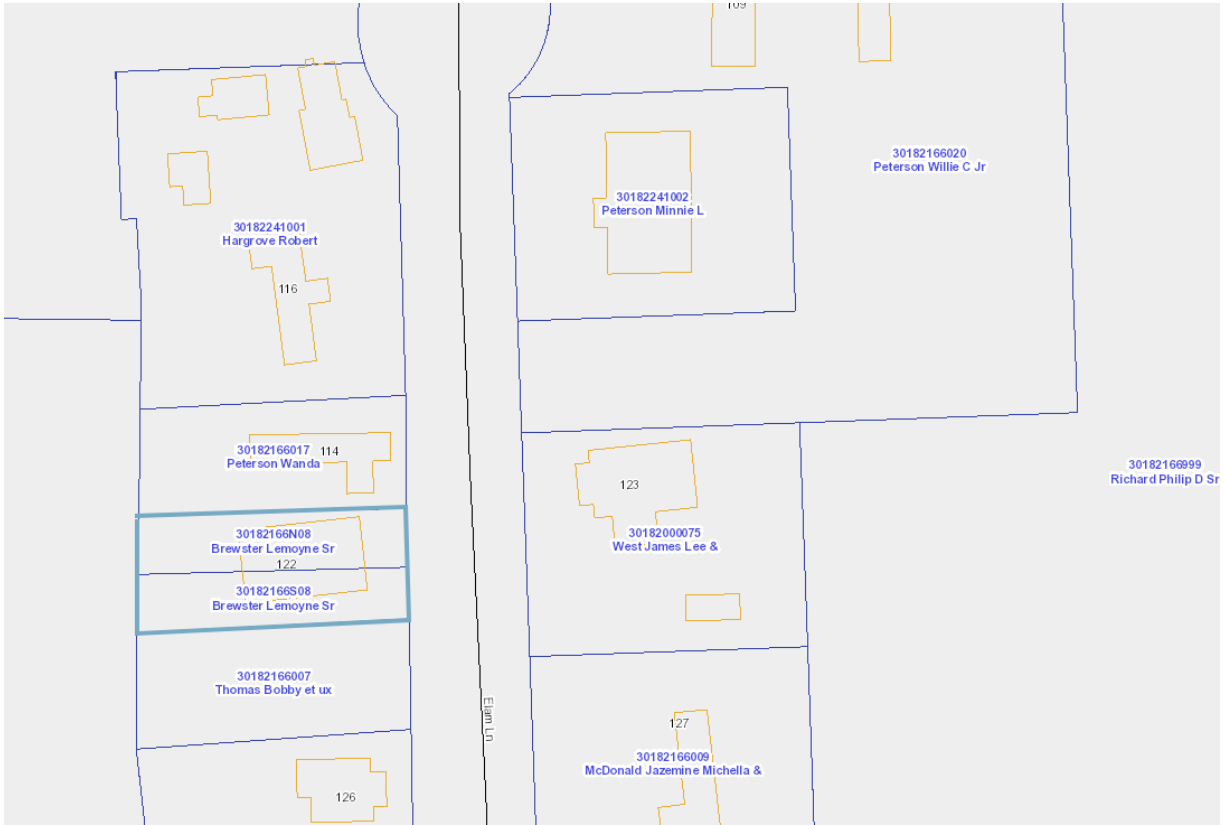 109
30182166020
Peterson Willie C Jr
30182241002
Peterson Minnie L
30182241001
Hargrove Robert
116
30182166017
Peterson Wanda
114
30182166999
Richard Philip D Sr
123
30182000075
West James Lee &
30182166N08
Brewster Lemoyne Sr
122
30182166S08
Brewster Lemoyne Sr
30182166007
Thomas Bobby et ux
Elam Ln
127
30182166009
McDonald Jazemine Michella &
126